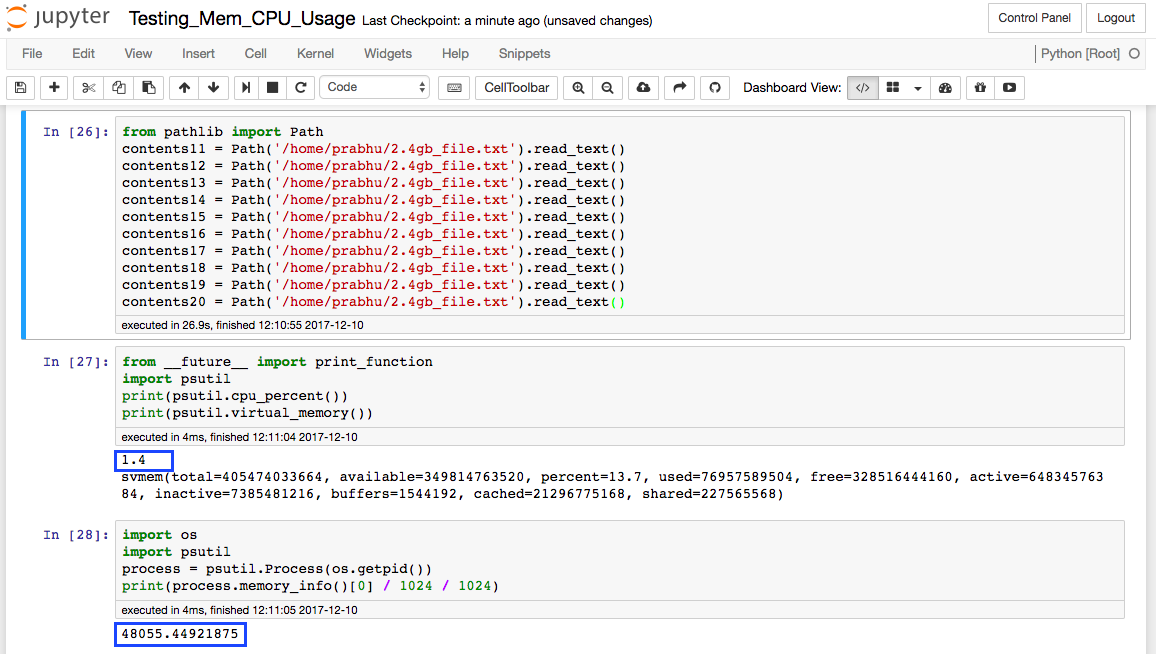 jupyter Testing_Mem_CPU_Usage Last Checkpoint: a minute ago (unsaved changes) Control Panel Logout
File Edit View Insert Cell Kernel Widgets Help Snippets Python [Root]
Code CellToolbar Dashboard View:
In [26]: from pathlib import Path
contents11 = Path('/home/prabhu/2.4gb_file.txt').read_text()
contents12 = Path('/home/prabhu/2.4gb_file.txt').read_text()
contents13 = Path('/home/prabhu/2.4gb_file.txt').read_text()
contents14 = Path('/home/prabhu/2.4gb_file.txt').read_text()
contents15 = Path('/home/prabhu/2.4gb_file.txt').read_text()
contents16 = Path('/home/prabhu/2.4gb_file.txt').read_text()
contents17 = Path('/home/prabhu/2.4gb_file.txt').read_text()
contents18 = Path('/home/prabhu/2.4gb_file.txt').read_text()
contents19 = Path('/home/prabhu/2.4gb_file.txt').read_text()
contents20 = Path('/home/prabhu/2.4gb_file.txt').read_text()
executed in 26.9s, finished 12:10:55 2017-12-10
In [27]: from __future__ import print_function
import psutil
print(psutil.cpu_percent())
print(psutil.virtual_memory())
executed in 4ms, finished 12:11:04 2017-12-10
1.4
svmem(total=405474033664, available=349814763520, percent=13.7, used=76957589504, free=328516444160, active=648345763
84, inactive=7385481216, buffers=1544192, cached=21296775168, shared=227565568)
In [28]: import os
import psutil
process = psutil.Process(os.getpid())
print(process.memory_info()[0] / 1024 / 1024)
executed in 4ms, finished 12:11:05 2017-12-10
48055.44921875